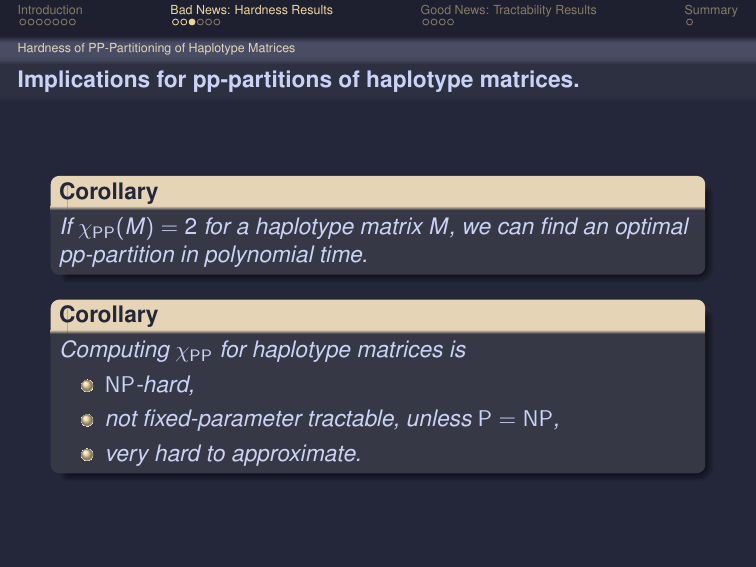 Introduction Bad News: Hardness Results Good News: Tractability Results Summary
Hardness of PP-Partitioning of Haplotype Matrices
Implications for pp-partitions of haplotype matrices.
Corollary
If χPP(M) = 2 for a haplotype matrix M, we can find an optimal
pp-partition in polynomial time.
Corollary
Computing χPP for haplotype matrices is
NP-hard,
not fixed-parameter tractable, unless P = NP,
very hard to approximate.